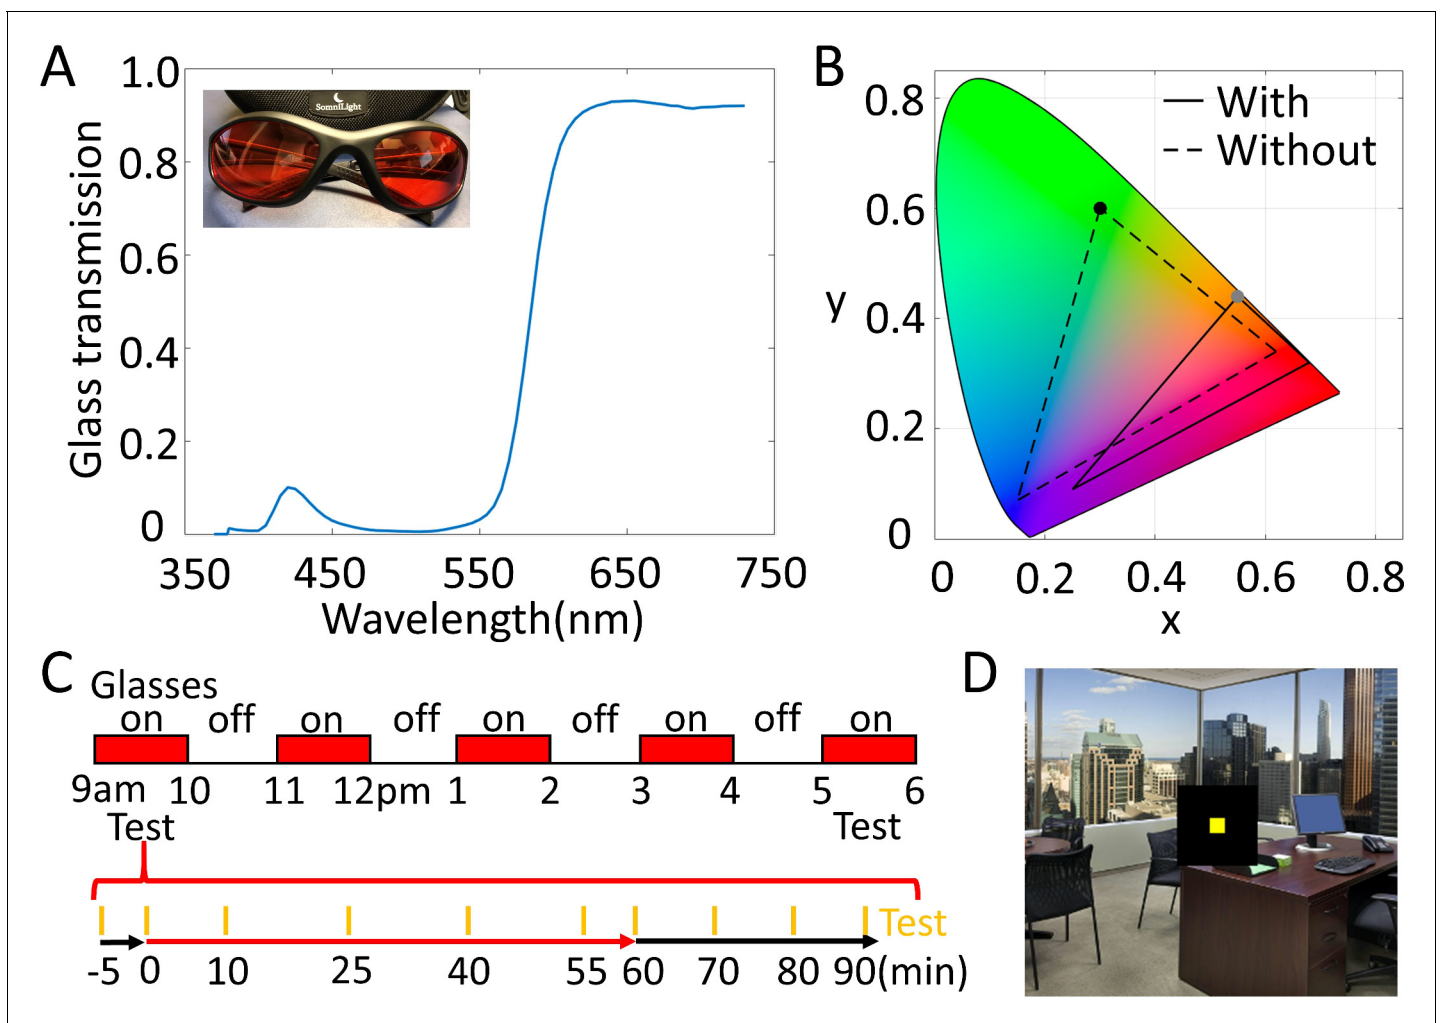 A
1.0
0.8
0.6
0.4
0.2
0
Glass transmission
SomniLight
350 450 550 650 750
Wavelength(nm)
B
With
Without
0.8
0.6
y
0.4
0.2
0
0 0.2 0.4 0.6 0.8
x
C
Glasses
on off on off on off on off on
9am 10 11 12pm 1 2 3 4 5 6
Test Test
Test
-5 0 10 25 40 55 60 70 80 90(min)
D